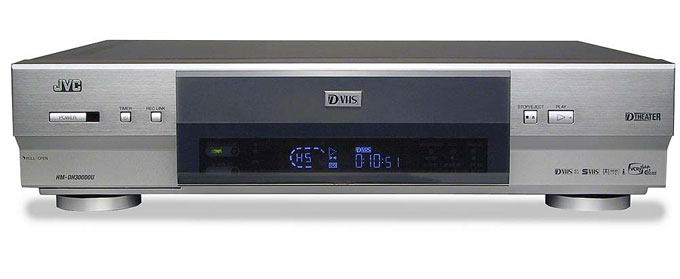 JVC
D-VHS
TIMER
REC LINK
STOP/EJECT
PLAY
POWER
D-THEATER
PULL-OPEN
HS
D-VHS
0:10:51
HM-DH30000U
D-VHS
S-VHS